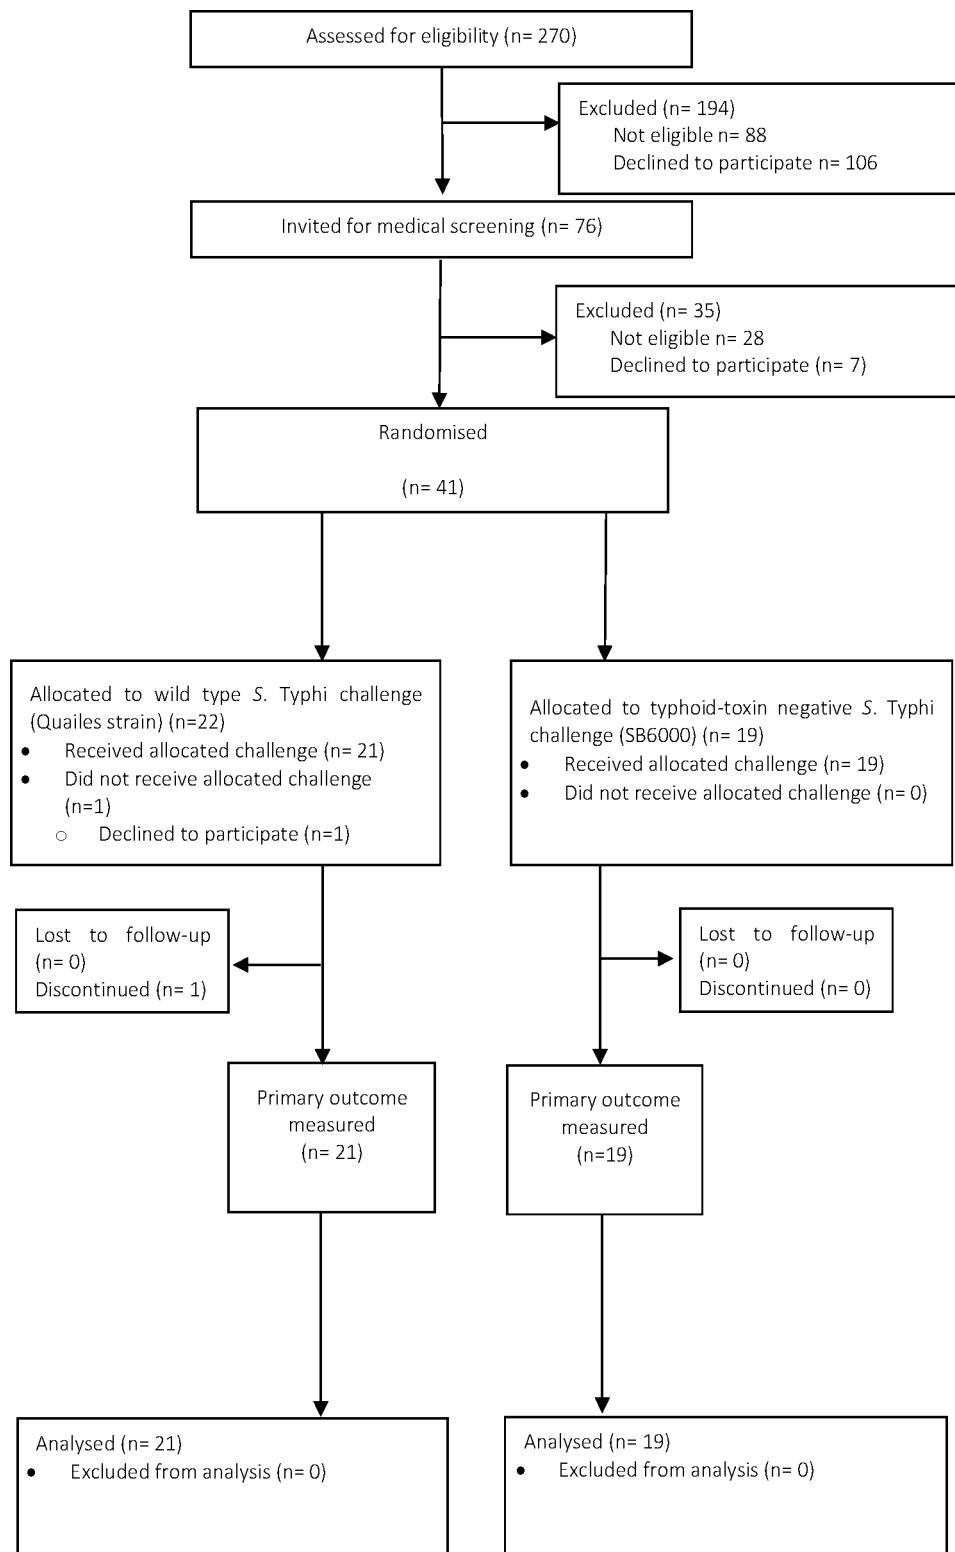 Assessed for eligibility (n= 270)
Excluded (n= 194)
Not eligible n= 88
Declined to participate n= 106
Invited for medical screening (n= 76)
Excluded (n= 35)
Not eligible n= 28
Declined to participate (n= 7)
Randomised
(n= 41)
Allocated to wild type S. Typhi challenge
(Quailes strain) (n=22)
• Received allocated challenge (n= 21)
• Did not receive allocated challenge
(n=1)
○ Declined to participate (n=1)
Allocated to typhoid-toxin negative S. Typhi
challenge (SB6000) (n= 19)
• Received allocated challenge (n= 19)
• Did not receive allocated challenge (n= 0)
Lost to follow-up
(n= 0)
Discontinued (n= 1)
Lost to follow-up
(n= 0)
Discontinued (n= 0)
Primary outcome
measured
(n= 21)
Primary outcome
measured
(n=19)
Analysed (n= 21)
• Excluded from analysis (n= 0)
Analysed (n= 19)
• Excluded from analysis (n= 0)